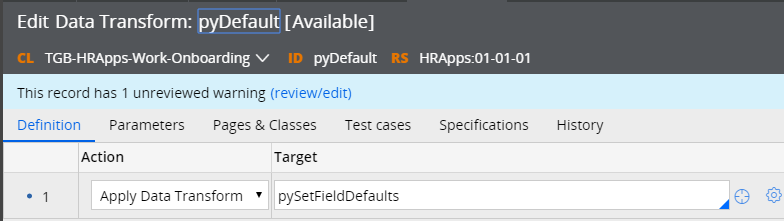 Edit Data Transform: pyDefault [Available]
CL TGB-HRApps-Work-Onboarding ID pyDefault RS HRApps:01-01-01
This record has 1 unreviewed warning (review/edit)
Definition Parameters Pages & Classes Test cases Specifications History
Action Target
1 Apply Data Transform pySetFieldDefaults